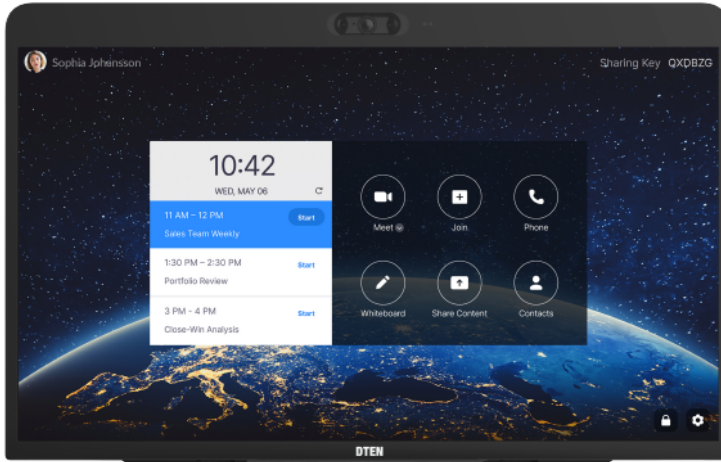 Sophia Johansson
Sharing Key QXDBZG
10:42
WED, MAY 06
11 AM – 12 PM
Start
Sales Team Weekly
1:30 PM – 2:30 PM
Start
Portfolio Review
3 PM - 4 PM
Start
Close-Win Analysis
Meet
Join
Phone
Whiteboard
Share Content
Contacts
DTEN